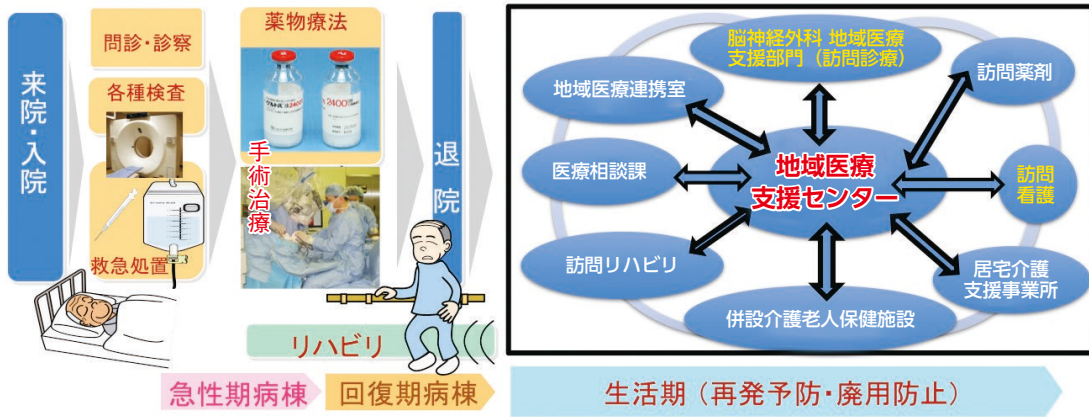 来院・入院
問診・診察
各種検査
救急処置
薬物療法
2400
2400
手術治療
退院
リハビリ
急性期病棟
回復期病棟
脳神経外科 地域医療
支援部門（訪問診療）
地域医療連携室
訪問薬剤
医療相談課
地域医療
支援センター
訪問
看護
訪問リハビリ
居宅介護
支援事業所
併設介護老人保健施設
生活期（再発予防・廃用防止）